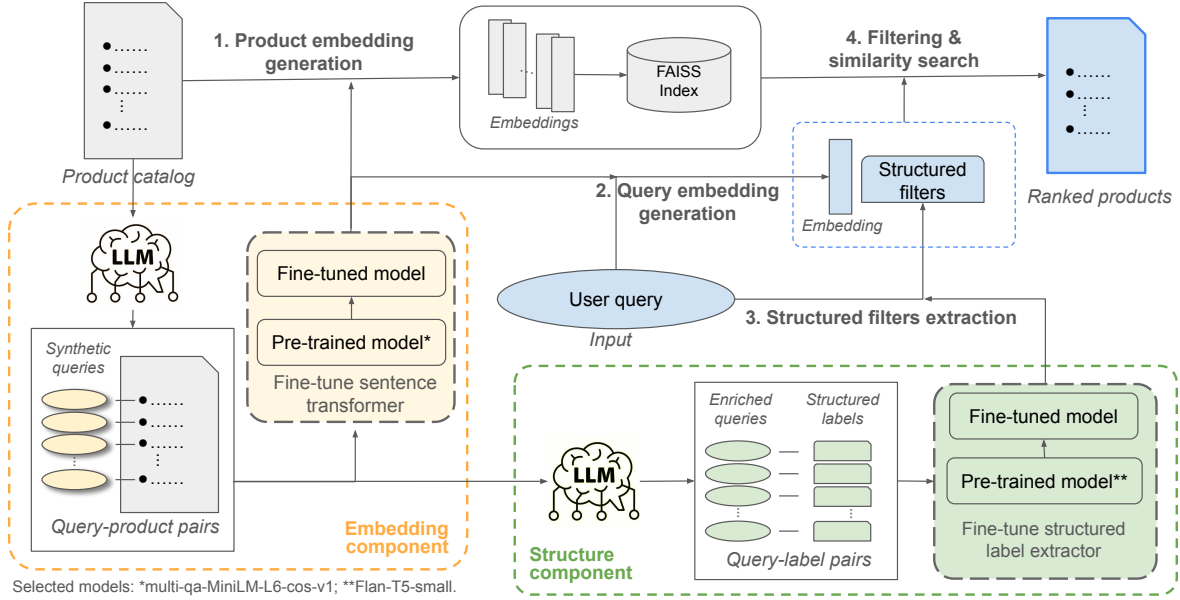 1. Product embedding
generation
4. Filtering &
similarity search
......
......
......
......
Product catalog
...
Embeddings
FAISS
Index
......
......
......
Ranked products
2. Query embedding
generation
Structured
filters
Embedding
LLM
Fine-tuned model
Pre-trained model*
Fine-tune sentence
transformer
User query
Input
3. Structured filters extraction
Synthetic
queries
......
......
......
......
Query-product pairs
Embedding
component
LLM
Structure
component
Enriched
queries
Structured
labels
Query-label pairs
Fine-tuned model
Pre-trained model**
Fine-tune structured
label extractor
Selected models: *multi-qa-MiniLM-L6-cos-v1; **Flan-T5-small.